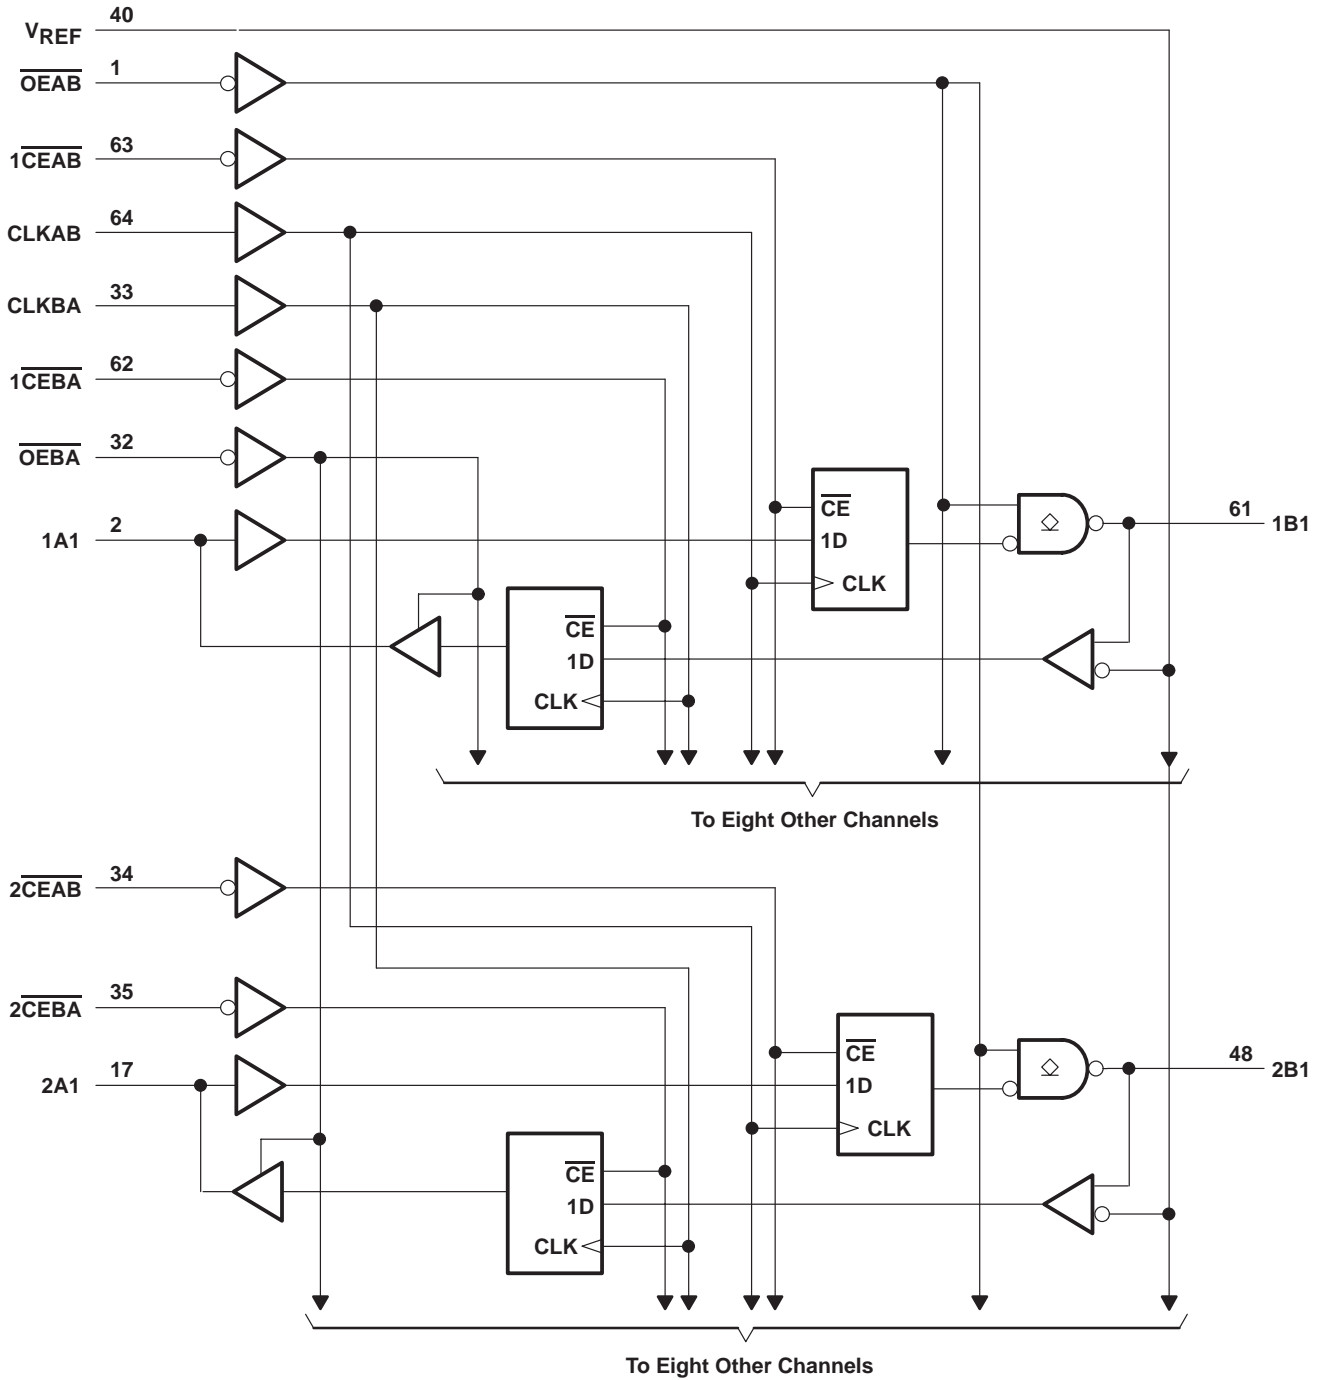 VREF 40
OEAB 1
1CEAB 63
CLKAB 64
CLKBA 33
1CEBA 62
OEBA 32
1A1 2
CE
1D
CLK
61 1B1
CE
1D
CLK
To Eight Other Channels
2CEAB 34
2CEBA 35
2A1 17
CE
1D
CLK
48 2B1
CE
1D
CLK
To Eight Other Channels